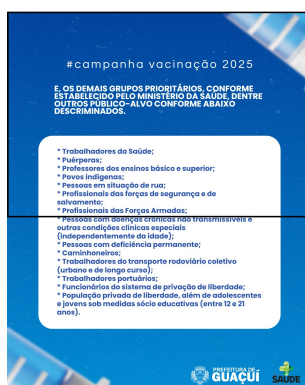 #campanha vacinação 2025
E, OS DEMAIS GRUPOS PRIORITÁRIOS, CONFORME
ESTABELECIDO PELO MINISTÉRIO DA SAÚDE, DENTRE
OUTROS PÚBLICO-ALVO CONFORME ABAIXO
DESCRIMINADOS.
* Trabalhadores da Saúde;
* Puérperas;
* Professores dos ensinos básico e superior;
* Povos indígenas;
* Pessoas em situação de rua;
* Profissionais das forças de segurança e de
salvamento;
* Profissionais das Forças Armadas;
* Pessoas com doenças crônicas não transmissíveis e
outras condições clínicas especiais
(independentemente da idade);
* Pessoas com deficiência permanente;
* Caminhoneiros;
* Trabalhadores do transporte rodoviário coletivo
(urbano e de longo curso);
* Trabalhadores portuários;
* Funcionários do sistema de privação de liberdade;
* População privada de liberdade, além de adolescentes
e jovens sob medidas sócio educativas (entre 12 e 21
anos).
PREFEITURA DE
GUAÇUÍ
SAÚDE